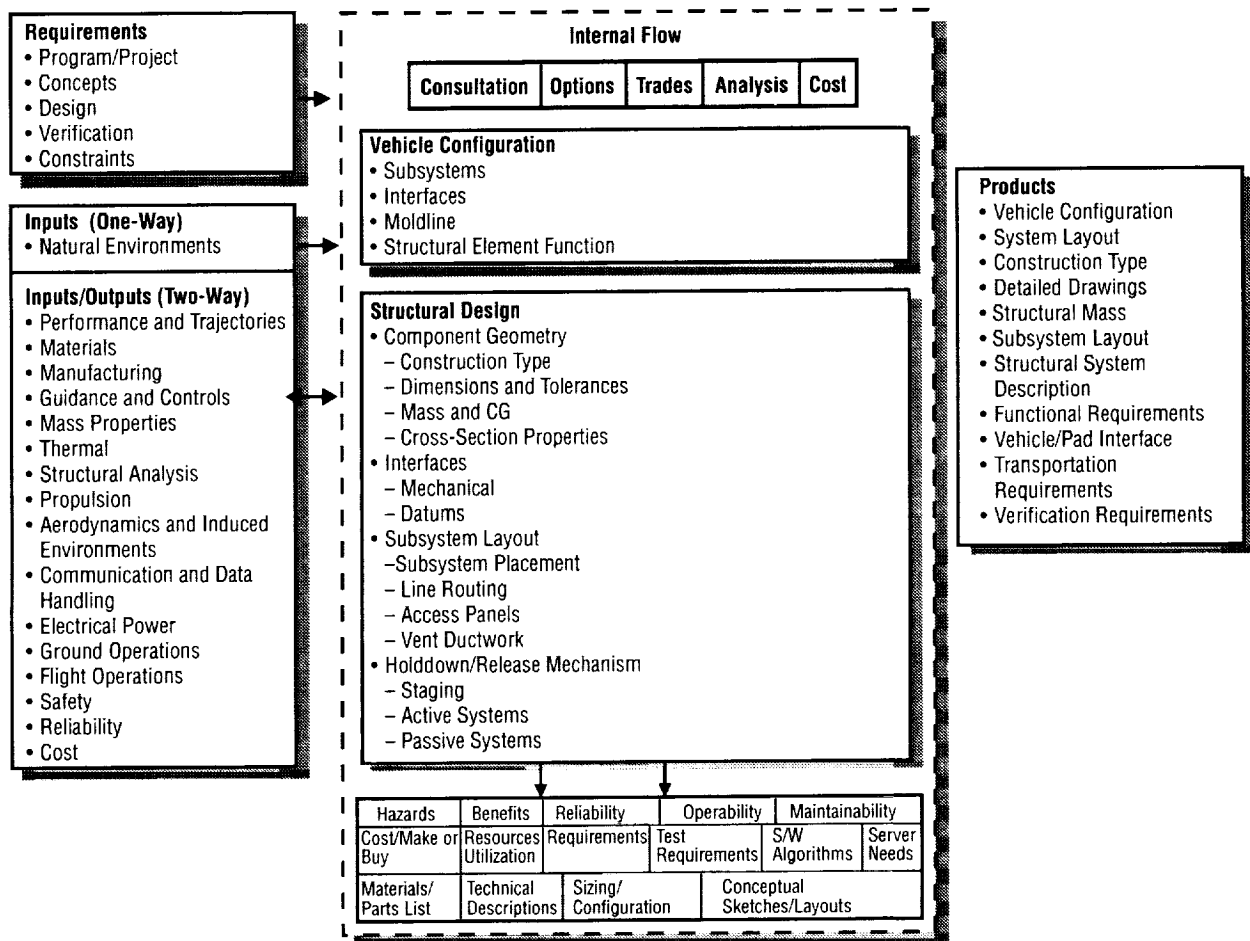 Requirements
• Program/Project
• Concepts
• Design
• Verification
• Constraints
Inputs (One-Way)
• Natural Environments
Inputs/Outputs (Two-Way)
• Performance and Trajectories
• Materials
• Manufacturing
• Guidance and Controls
• Mass Properties
• Thermal
• Structural Analysis
• Propulsion
• Aerodynamics and Induced
Environments
• Communication and Data
Handling
• Electrical Power
• Ground Operations
• Flight Operations
• Safety
• Reliability
• Cost
Internal Flow
Consultation Options Trades Analysis Cost
Vehicle Configuration
• Subsystems
• Interfaces
• Moldline
• Structural Element Function
Structural Design
• Component Geometry
– Construction Type
– Dimensions and Tolerances
– Mass and CG
– Cross-Section Properties
• Interfaces
– Mechanical
– Datums
• Subsystem Layout
–Subsystem Placement
– Line Routing
– Access Panels
– Vent Ductwork
• Holddown/Release Mechanism
– Staging
– Active Systems
– Passive Systems
Hazards Benefits Reliability Operability Maintainability
Cost/Make or Buy
Resources Utilization
Requirements
Test Requirements
S/W Algorithms
Server Needs
Materials/ Parts List
Technical Descriptions
Sizing/ Configuration
Conceptual Sketches/Layouts
Products
• Vehicle Configuration
• System Layout
• Construction Type
• Detailed Drawings
• Structural Mass
• Subsystem Layout
• Structural System
Description
• Functional Requirements
• Vehicle/Pad Interface
• Transportation
Requirements
• Verification Requirements